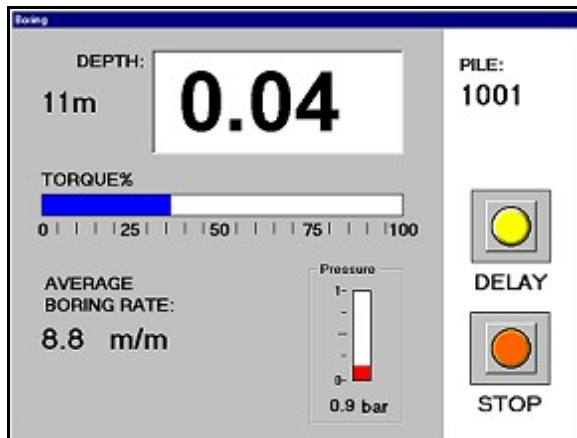 Boring
DEPTH:
11m
0.04
PILE:
1001
TORQUE%
0 25 50 75 100
AVERAGE
BORING RATE:
8.8 m/m
Pressure
1-
0-
0.9 bar
DELAY
STOP